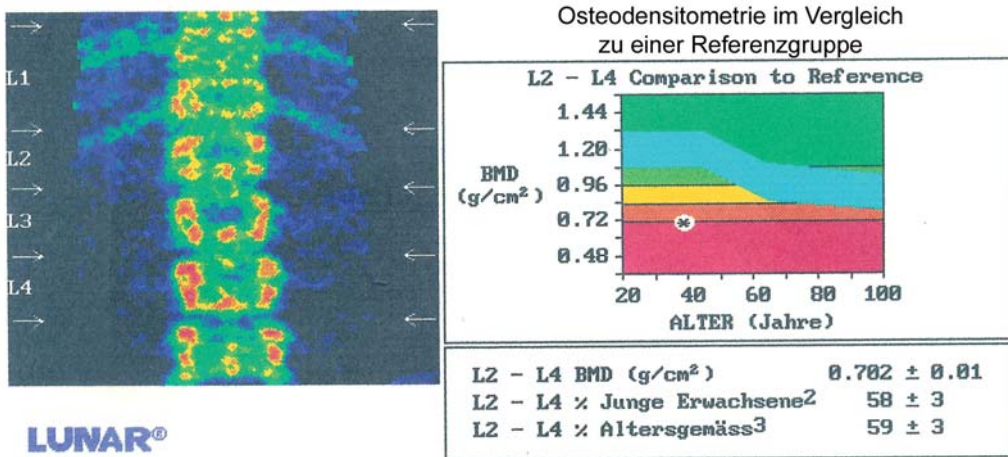 Osteodensitometrie im Vergleich
zu einer Referenzgruppe
L1
L2
L3
L4
LUNAR®
L2 - L4 Comparison to Reference
BMD
(g/cm²)
1.44
1.20
0.96
0.72
0.48
*
20 40 60 80 100
ALTER (Jahre)
L2 - L4 BMD (g/cm²) 0.702 ± 0.01
L2 - L4 % Junge Erwachsene² 58 ± 3
L2 - L4 % Altersgemäss³ 59 ± 3